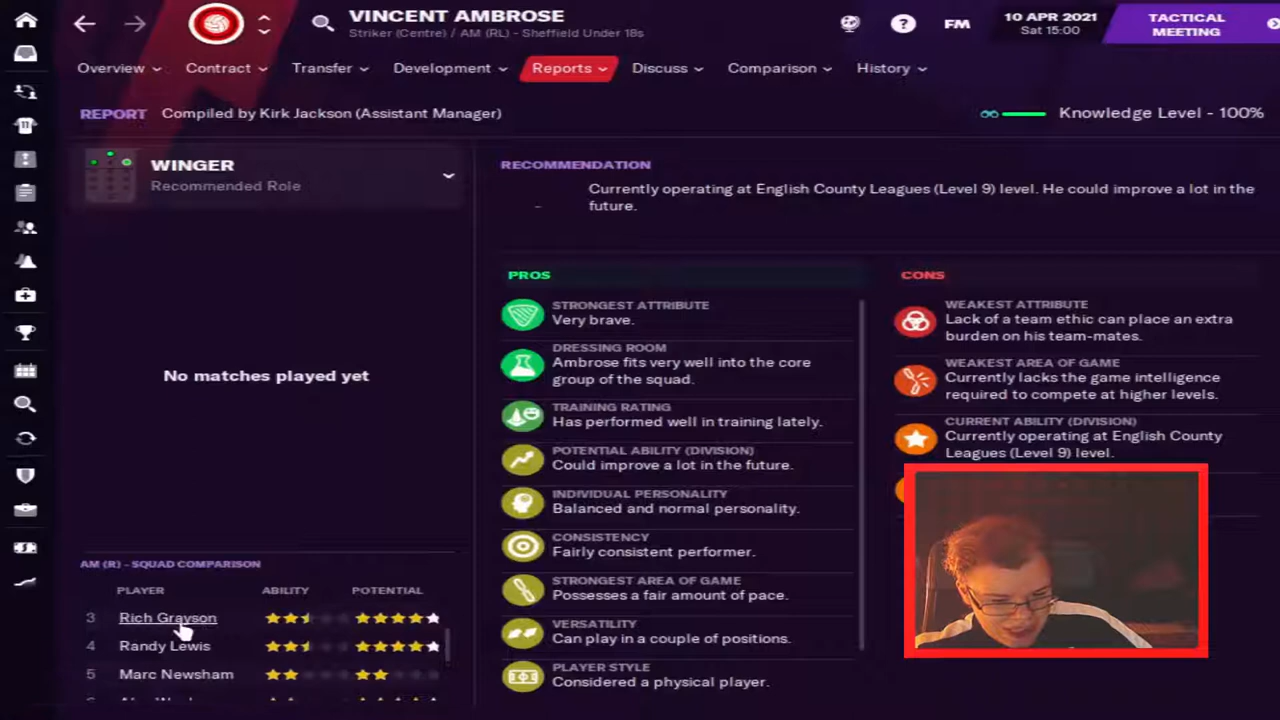 VINCENT AMBROSE
Striker (Centre) / AM (RL) - Sheffield Under 18s
?
FM
10 APR 2021
Sat 15:00
TACTICAL
MEETING
Overview
Contract
Transfer
Development
Reports
Discuss
Comparison
History
REPORT
Compiled by Kirk Jackson (Assistant Manager)
Knowledge Level - 100%
WINGER
Recommended Role
No matches played yet
AM (R) - SQUAD COMPARISON
PLAYER ABILITY POTENTIAL
3 Rich Grayson
4 Randy Lewis
5 Marc Newsham
RECOMMENDATION
-
Currently operating at English County Leagues (Level 9) level. He could improve a lot in the
future.
PROS
STRONGEST ATTRIBUTE
Very brave.
DRESSING ROOM
Ambrose fits very well into the core
group of the squad.
TRAINING RATING
Has performed well in training lately.
POTENTIAL ABILITY (DIVISION)
Could improve a lot in the future.
INDIVIDUAL PERSONALITY
Balanced and normal personality.
CONSISTENCY
Fairly consistent performer.
STRONGEST AREA OF GAME
Possesses a fair amount of pace.
VERSATILITY
Can play in a couple of positions.
PLAYER STYLE
Considered a physical player.
CONS
WEAKEST ATTRIBUTE
Lack of a team ethic can place an extra
burden on his team-mates.
WEAKEST AREA OF GAME
Currently lacks the game intelligence
required to compete at higher levels.
CURRENT ABILITY (DIVISION)
Currently operating at English County
Leagues (Level 9) level.